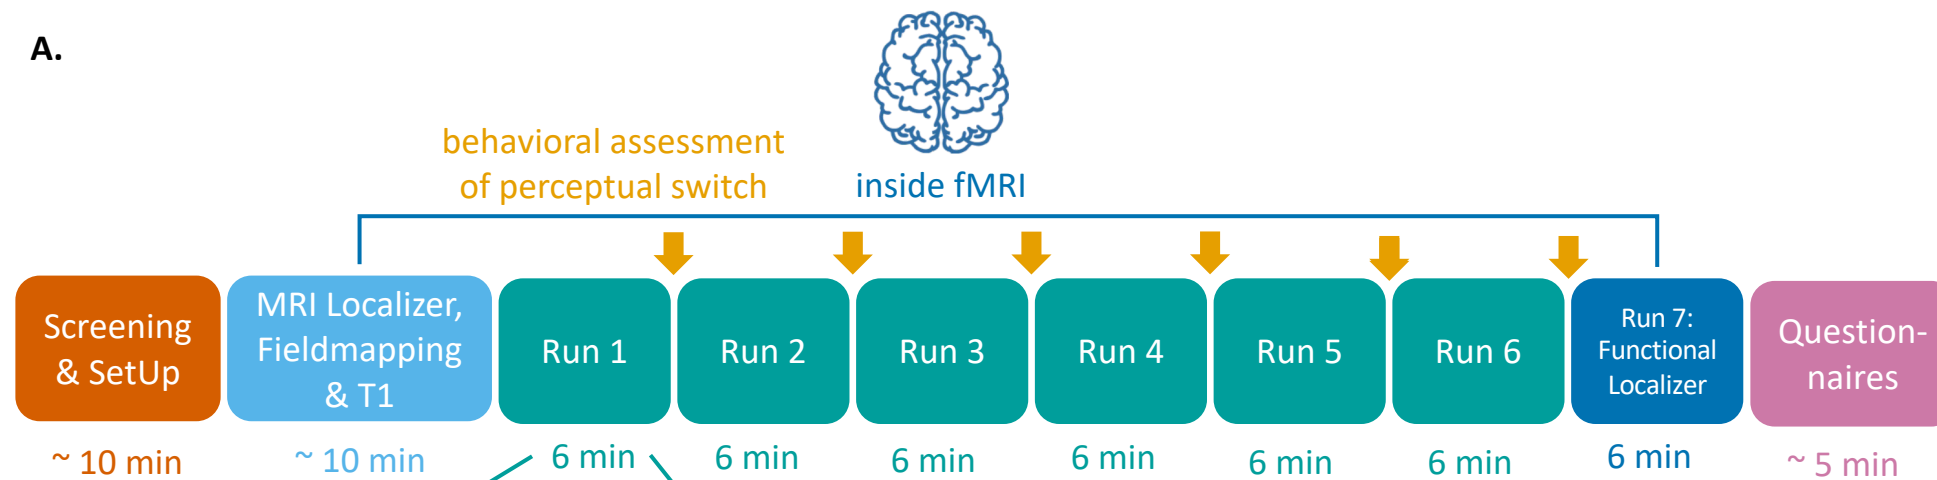 A.
behavioral assessment
of perceptual switch
inside fMRI
Screening
& SetUp
MRI Localizer,
Fieldmapping
& T1
Run 1
Run 2
Run 3
Run 4
Run 5
Run 6
Run 7:
Functional
Localizer
Question-
naires
~ 10 min
~ 10 min
6 min
6 min
6 min
6 min
6 min
6 min
6 min
~ 5 min